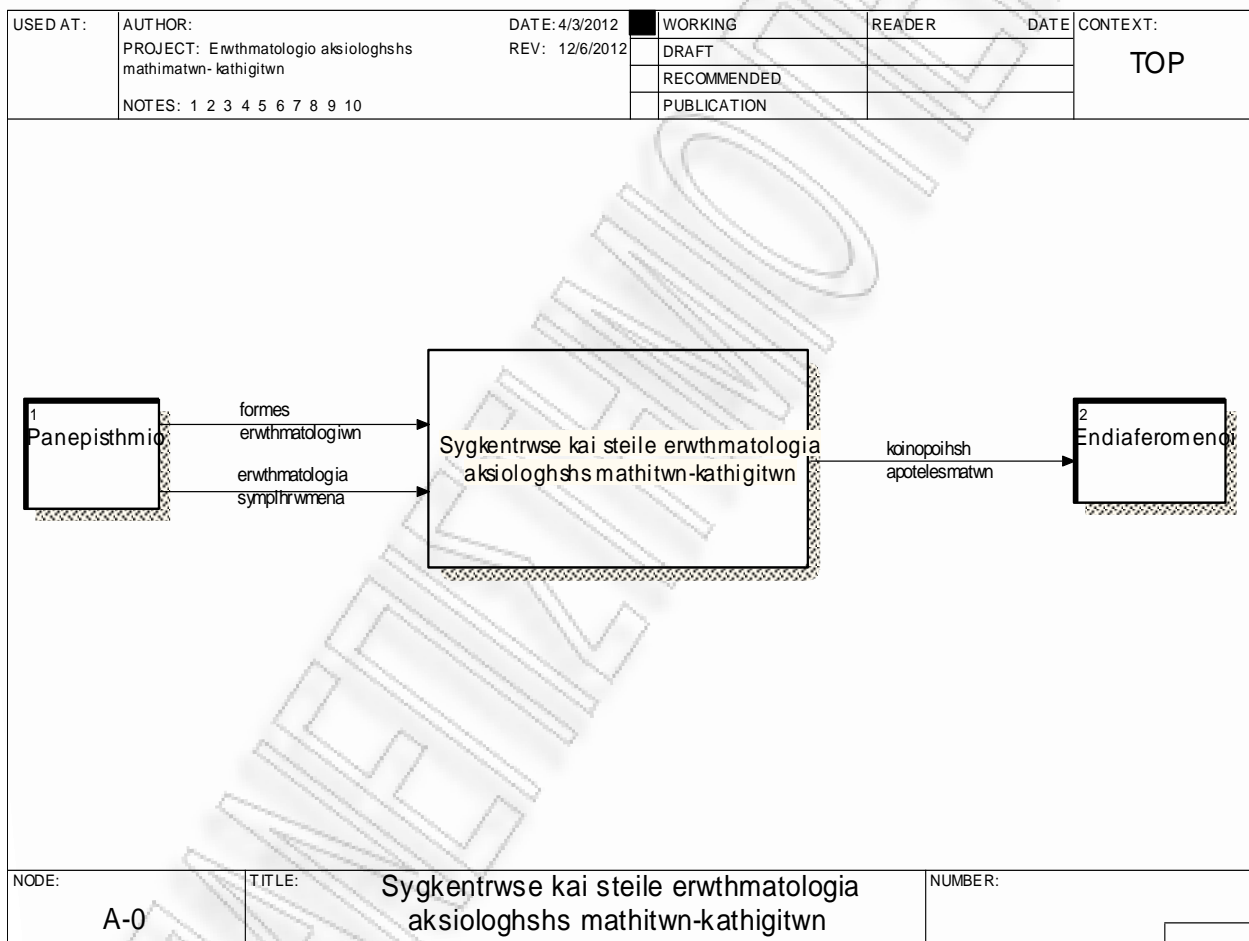 USED AT:
AUTHOR:
DATE: 4/3/2012
WORKING
READER
DATE
CONTEXT:
PROJECT: Erwthmatologio aksiologhshs
REV: 12/6/2012
DRAFT
TOP
mathimatwn- kathigitwn
RECOMMENDED
NOTES: 1 2 3 4 5 6 7 8 9 10
PUBLICATION
1
Panepisthmio
formes
erwthmatologiwn
erwthmatologia
symplhrwmena
Sygkentrwse kai steile erwthmatologia
aksiologhshs mathitwn-kathigitwn
koinopoihsh
apotelesmatwn
2
Endiaferomenoi
NODE:
A-0
TITLE:
Sygkentrwse kai steile erwthmatologia
aksiologhshs mathitwn-kathigitwn
NUMBER: